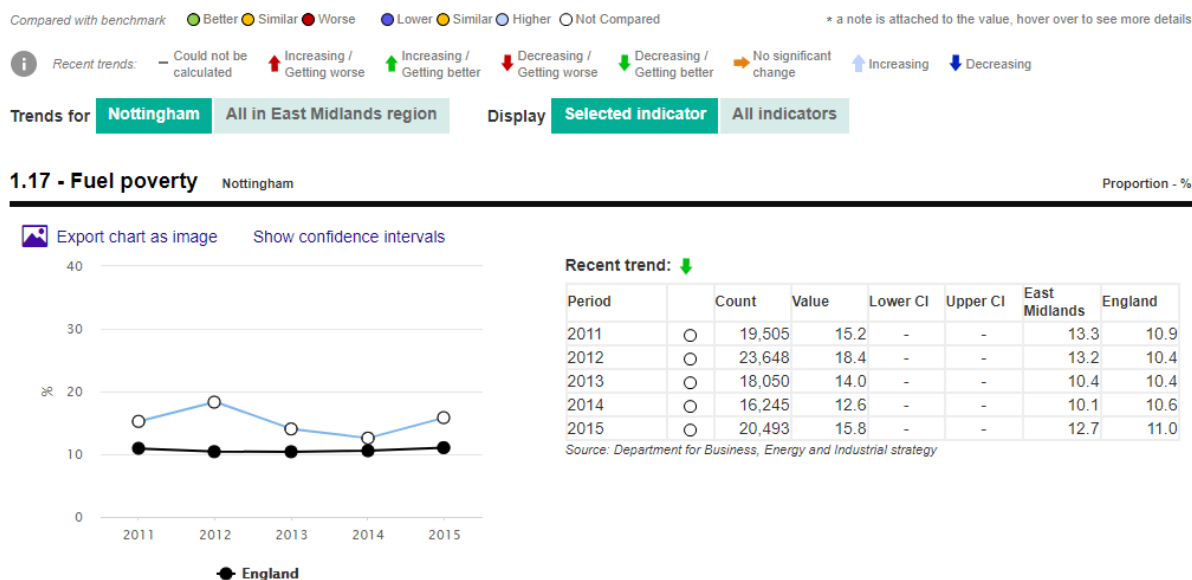 Compared with benchmark Better Similar Worse Lower Similar Higher Not Compared * a note is attached to the value, hover over to see more details
Recent trends: – Could not be calculated Increasing / Getting worse Increasing / Getting better Decreasing / Getting worse Decreasing / Getting better No significant change Increasing Decreasing
Trends for Nottingham All in East Midlands region Display Selected indicator All indicators
1.17 - Fuel poverty Nottingham Proportion - %
Export chart as image Show confidence intervals
40
30
%
20
10
0
2011 2012 2013 2014 2015
England
Recent trend:
Period Count Value Lower CI Upper CI East Midlands England
2011 19,505 15.2 - - 13.3 10.9
2012 23,648 18.4 - - 13.2 10.4
2013 18,050 14.0 - - 10.4 10.4
2014 16,245 12.6 - - 10.1 10.6
2015 20,493 15.8 - - 12.7 11.0
Source: Department for Business, Energy and Industrial strategy